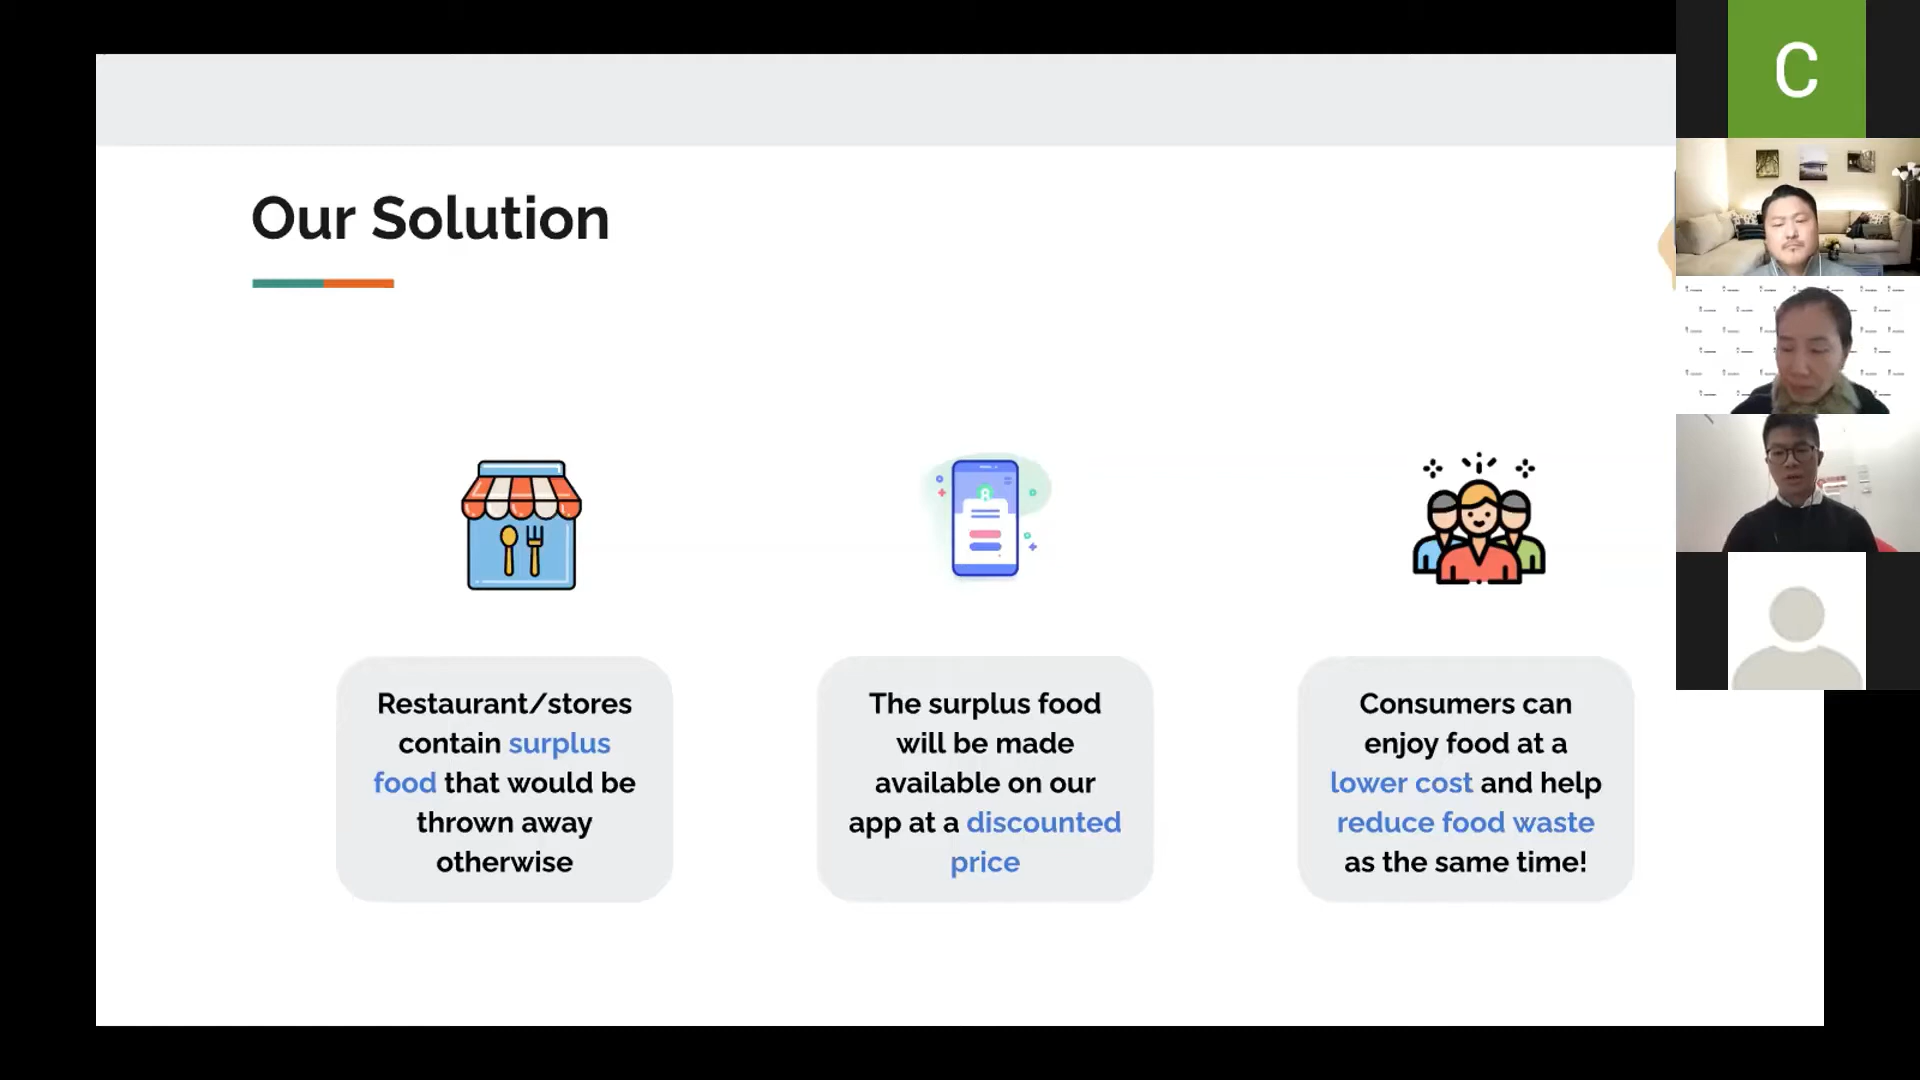 C
Our Solution
Restaurant/stores
contain surplus
food that would be
thrown away
otherwise
The surplus food
will be made
available on our
app at a discounted
price
Consumers can
enjoy food at a
lower cost and help
reduce food waste
as the same time!